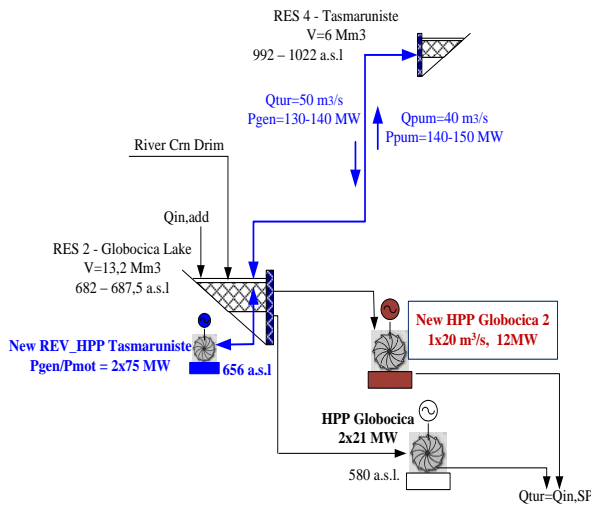 RES 4 - Tasmaruniste
V=6 Mm3
992 – 1022 a.s.l
Qtur=50 m3/s
Pgen=130-140 MW
Qpum=40 m3/s
Ppum=140-150 MW
River Crn Drim
Qin,add
RES 2 - Globocica Lake
V=13,2 Mm3
682 – 687,5 a.s.l
New REV_HPP Tasmaruniste
Pgen/Pmot = 2x75 MW
656 a.s.l
New HPP Globocica 2
1x20 m³/s, 12MW
HPP Globocica
2x21 MW
580 a.s.l.
Qtur=Qin,SP